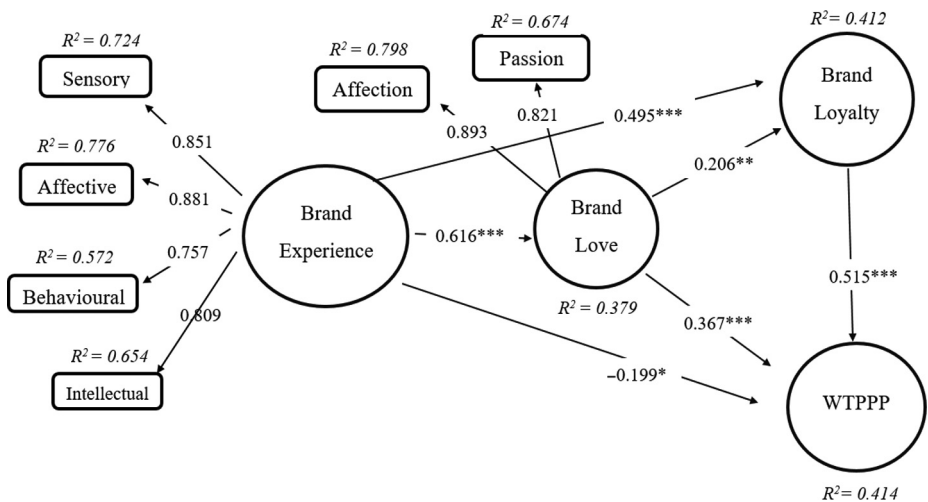 R² = 0.412
R² = 0.674
R² = 0.724
R² = 0.798
Passion
Brand
Loyalty
Sensory
Affection
0.821
0.495***
0.893
0.851
R² = 0.776
0.206**
Affective
0.881
Brand
Experience
Brand
Love
0.616***
R² = 0.572
0.757
Behavioural
0.515***
R² = 0.379
0.809
0.367***
R² = 0.654
–0.199*
Intellectual
WTPPP
R² = 0.414